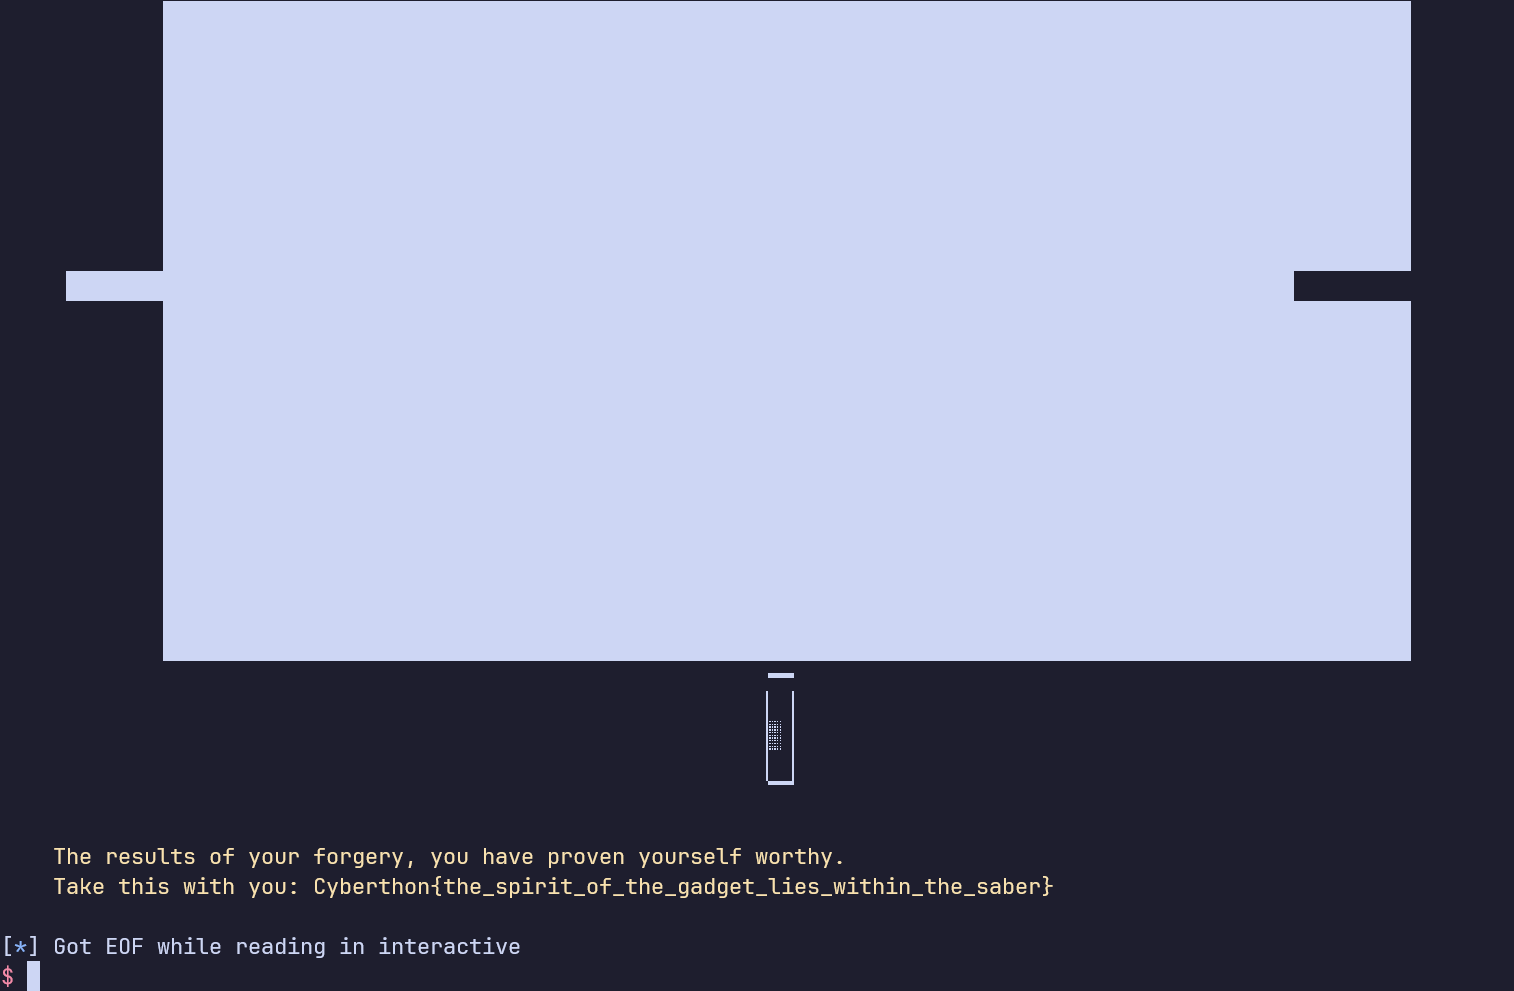 The results of your forgery, you have proven yourself worthy.
Take this with you: Cyberthon{the_spirit_of_the_gadget_lies_within_the_saber}
[*] Got EOF while reading in interactive
$